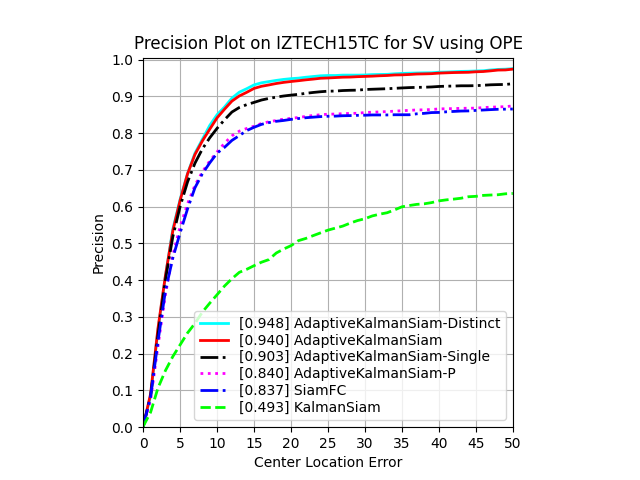 Precision Plot on IZTECH15TC for SV using OPE
1.0
0.9
0.8
0.7
0.6
0.5
0.4
0.3
0.2
0.1
0.0
Precision
[0.948] AdaptiveKalmanSiam-Distinct
[0.940] AdaptiveKalmanSiam
[0.903] AdaptiveKalmanSiam-Single
[0.840] AdaptiveKalmanSiam-P
[0.837] SiamFC
[0.493] KalmanSiam
0 5 10 15 20 25 30 35 40 45 50
Center Location Error